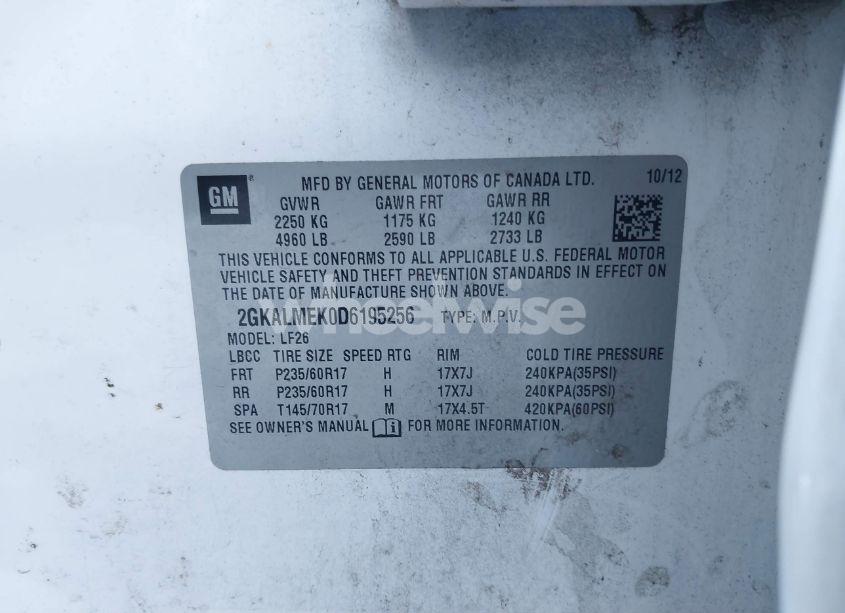 GM
MFD BY GENERAL MOTORS OF CANADA LTD. 10/12
GVWR GAWR FRT GAWR RR
2250 KG 1175 KG 1240 KG
4960 LB 2590 LB 2733 LB
THIS VEHICLE CONFORMS TO ALL APPLICABLE U.S. FEDERAL MOTOR
VEHICLE SAFETY AND THEFT PREVENTION STANDARDS IN EFFECT ON
THE DATE OF MANUFACTURE SHOWN ABOVE.
2GKALMEK0D6195256 TYPE: M.P.V.
wheelwise
MODEL: LF26
LBCC TIRE SIZE SPEED RTG RIM COLD TIRE PRESSURE
FRT P235/60R17 H 17X7J 240KPA(35PSI)
RR P235/60R17 H 17X7J 240KPA(35PSI)
SPA T145/70R17 M 17X4.5T 420KPA(60PSI)
SEE OWNER'S MANUAL FOR MORE INFORMATION.